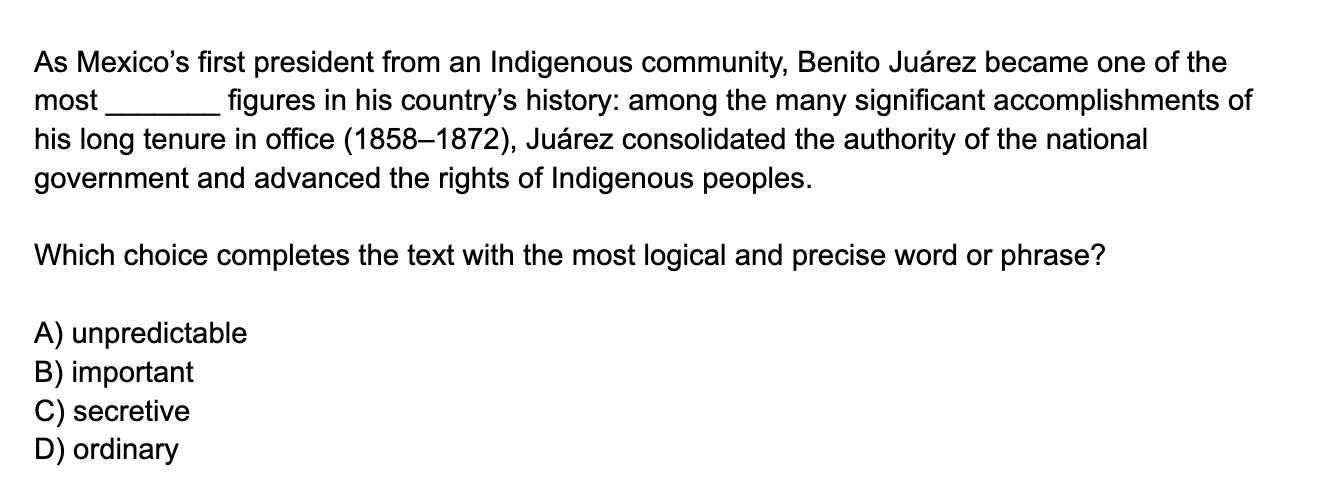 As Mexico’s first president from an Indigenous community, Benito Juárez became one of the
most _______ figures in his country’s history: among the many significant accomplishments of
his long tenure in office (1858–1872), Juárez consolidated the authority of the national
government and advanced the rights of Indigenous peoples.
Which choice completes the text with the most logical and precise word or phrase?
A) unpredictable
B) important
C) secretive
D) ordinary